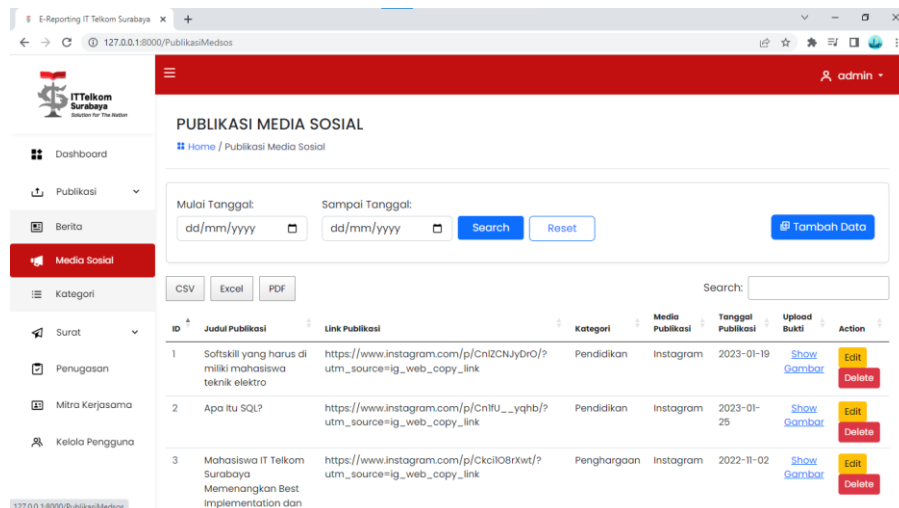 E-Reporting IT Telkom Surabaya
127.0.0.1:8000/PublikasiMedsos
ITTelkom
Surabaya
Solution for The Nation
admin
PUBLIKASI MEDIA SOSIAL
Home / Publikasi Media Sosial
Dashboard
Publikasi
Berita
Media Sosial
Kategori
Surat
Penugasan
Mitra Kerjasama
Kelola Pengguna
Mulai Tanggal:
Sampai Tanggal:
dd/mm/yyyy
dd/mm/yyyy
Search
Reset
Tambah Data
CSV
Excel
PDF
Search:
ID
Judul Publikasi
Link Publikasi
Kategori
Media
Publikasi
Tanggal
Publikasi
Upload
Bukti
Action
1
Softskill yang harus di
miliki mahasiswa
teknik elektro
https://www.instagram.com/p/CnlZCNJyDrO/?
utm_source=ig_web_copy_link
Pendidikan
Instagram
2023-01-19
Show
Gambar
Edit
Delete
2
Apa Itu SQL?
https://www.instagram.com/p/Cn1fU__yqhb/?
utm_source=ig_web_copy_link
Pendidikan
Instagram
2023-01-
25
Show
Gambar
Edit
Delete
3
Mahasiswa IT Telkom
Surabaya
Memenangkan Best
Implementation dan
https://www.instagram.com/p/Ckci1O8rXwt/?
utm_source=ig_web_copy_link
Penghargaan
Instagram
2022-11-02
Show
Gambar
Edit
Delete
127.0.0.1:8000/PublikasiMedsos